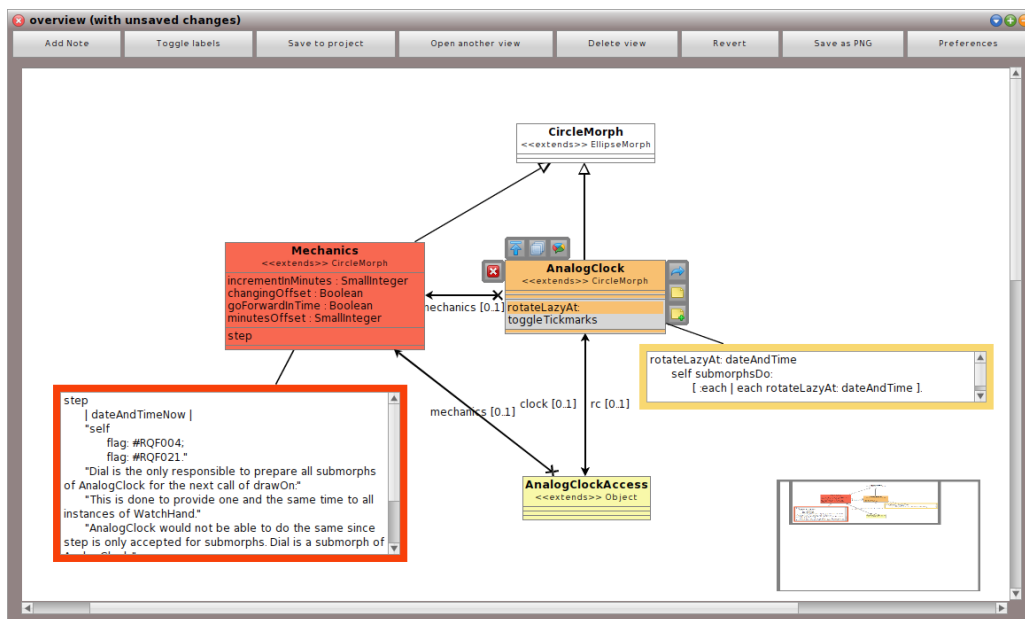 overview (with unsaved changes)
Add Note
Toggle labels
Save to project
Open another view
Delete view
Revert
Save as PNG
Preferences
CircleMorph
<<extends>> EllipseMorph
Mechanics
<<extends>> CircleMorph
incrementInMinutes : SmallInteger
changingOffset : Boolean
goForwardInTime : Boolean
minutesOffset : SmallInteger
step
AnalogClock
<<extends>> CircleMorph
rotateLazyAt:
toggleTickmarks
mechanics [0..1]
rotateLazyAt: dateAndTime
self submorphsDo:
[ :each | each rotateLazyAt: dateAndTime ].
mechanics [0..1]
clock [0..1]
rc [0..1]
step
| dateAndTimeNow |
"self
flag: #RQF004;
flag: #RQF021."
"Dial is the only responsible to prepare all submorphs
of AnalogClock for the next call of drawOn:"
"This is done to provide one and the same time to all
instances of WatchHand."
"AnalogClock would not be able to do the same since
step is only accepted for submorphs. Dial is a submorph of
AnalogClockAccess
<<extends>> Object